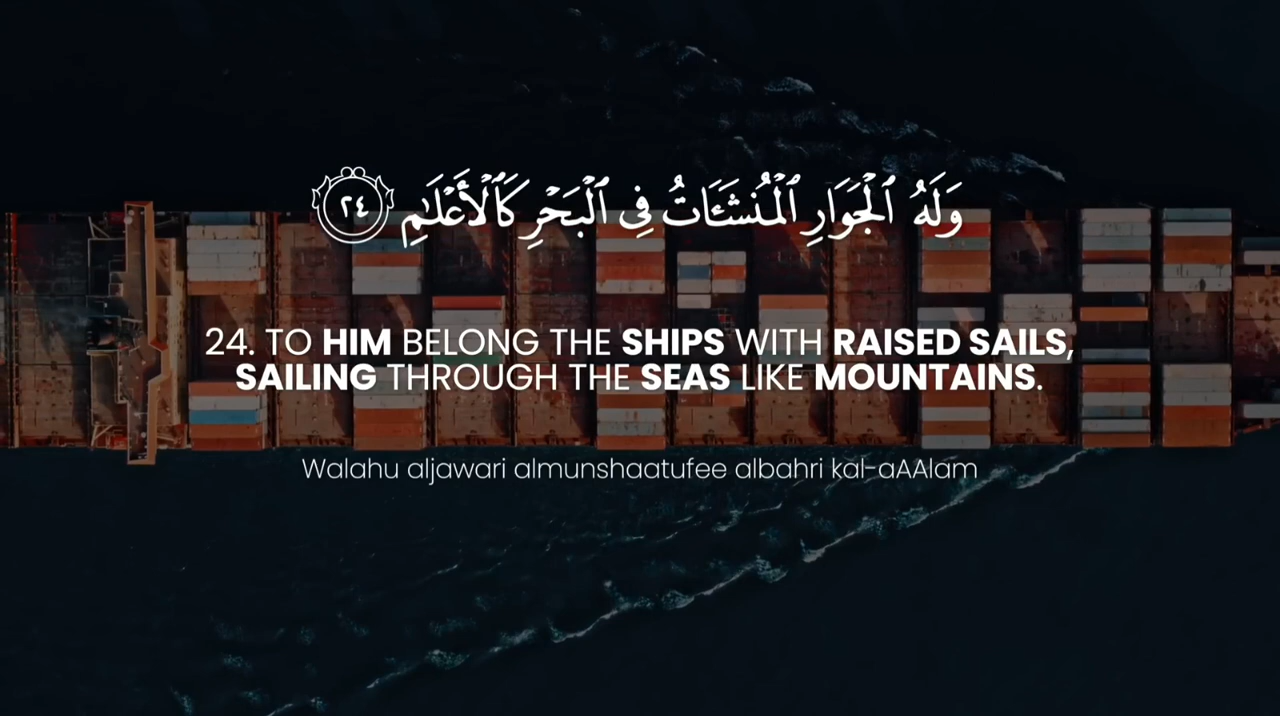 وَلَهُ ٱلْجَوَارِ ٱلْمُنشَـَٔاتُ فِى ٱلْبَحْرِ كَٱلْأَعْلَـٰمِ ٢٤
24. TO HIM BELONG THE SHIPS WITH RAISED SAILS,
SAILING THROUGH THE SEAS LIKE MOUNTAINS.
Walahu aljawari almunshaatufee albahri kal-aAAlam